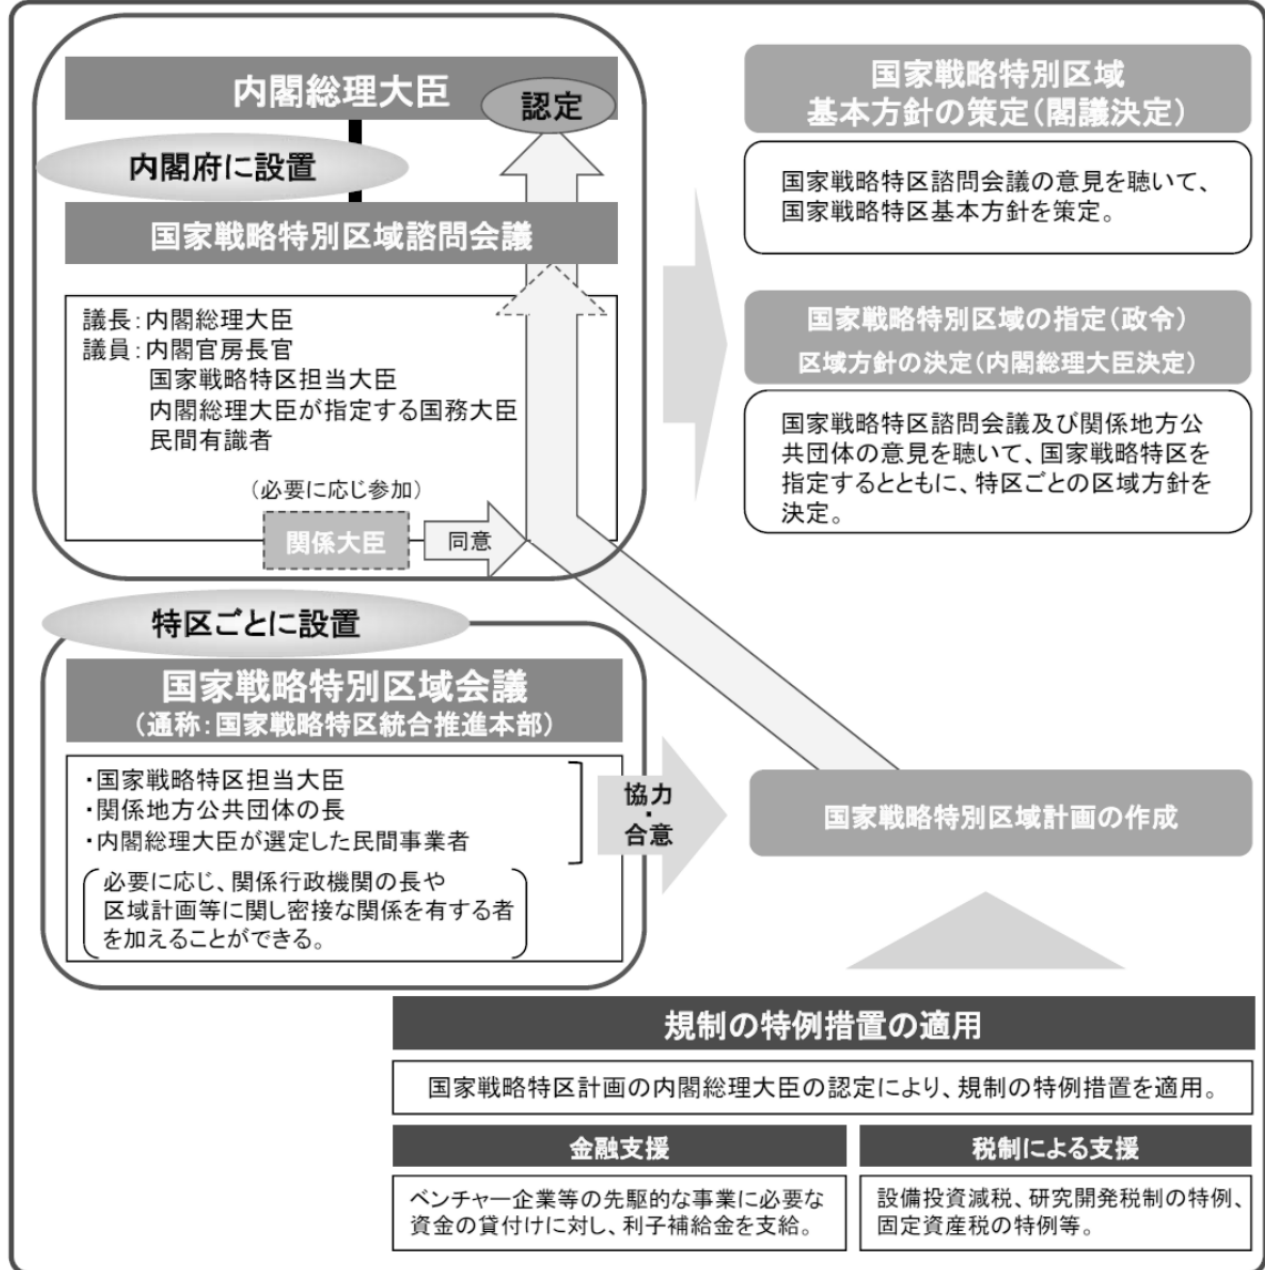 内閣総理大臣
認定
内閣府に設置
国家戦略特別区域諮問会議
議長：内閣総理大臣
議員：内閣官房長官
国家戦略特区担当大臣
内閣総理大臣が指定する国務大臣
民間有識者
（必要に応じ参加）
関係大臣
同意
国家戦略特別区域
基本方針の策定（閣議決定）
国家戦略特区諮問会議の意見を聴いて、
国家戦略特区基本方針を策定。
国家戦略特別区域の指定（政令）
区域方針の決定（内閣総理大臣決定）
国家戦略特区諮問会議及び関係地方公
共団体の意見を聴いて、国家戦略特区を
指定するとともに、特区ごとの区域方針を
決定。
特区ごとに設置
国家戦略特別区域会議
（通称：国家戦略特区統合推進本部）
・国家戦略特区担当大臣
・関係地方公共団体の長
・内閣総理大臣が選定した民間事業者
必要に応じ、関係行政機関の長や
区域計画等に関し密接な関係を有する者
を加えることができる。
協力
・
合意
国家戦略特別区域計画の作成
規制の特例措置の適用
国家戦略特区計画の内閣総理大臣の認定により、規制の特例措置を適用。
金融支援
ベンチャー企業等の先駆的な事業に必要な
資金の貸付けに対し、利子補給金を支給。
税制による支援
設備投資減税、研究開発税制の特例、
固定資産税の特例等。